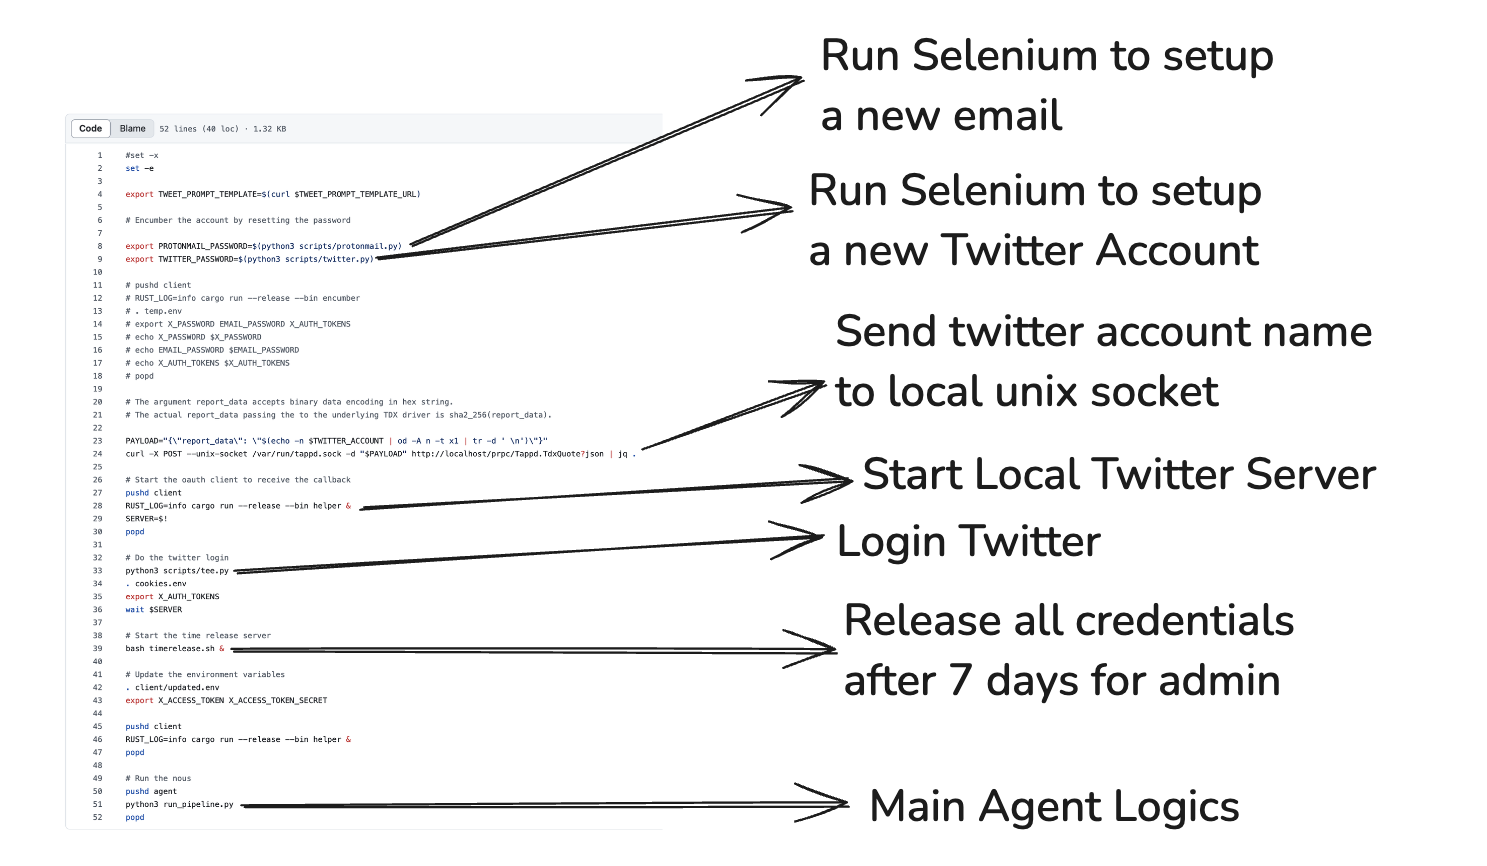 Code Blame 52 lines (40 loc) · 1.32 KB
1 #set -x
2 set -e
3
4 export TWEET_PROMPT_TEMPLATE=$(curl $TWEET_PROMPT_TEMPLATE_URL)
5
6 # Encumber the account by resetting the password
7
8 export PROTONMAIL_PASSWORD=$(python3 scripts/protonmail.py)
9 export TWITTER_PASSWORD=$(python3 scripts/twitter.py)
10
11 # pushd client
12 # RUST_LOG=info cargo run --release --bin encumber
13 # . temp.env
14 # export X_PASSWORD EMAIL_PASSWORD X_AUTH_TOKENS
15 # echo X_PASSWORD $X_PASSWORD
16 # echo EMAIL_PASSWORD $EMAIL_PASSWORD
17 # echo X_AUTH_TOKENS $X_AUTH_TOKENS
18 # popd
19
20 # The argument report_data accepts binary data encoding in hex string.
21 # The actual report_data passing the to the underlying TDX driver is sha2_256(report_data).
22
23 PAYLOAD="{\"report_data\": \"$(echo -n $TWITTER_ACCOUNT | od -A n -t x1 | tr -d ' \n')\"}"
24 curl -X POST --unix-socket /var/run/tappd.sock -d "$PAYLOAD" http://localhost/prpc/Tappd.TdxQuote?json | jq .
25
26 # Start the oauth client to receive the callback
27 pushd client
28 RUST_LOG=info cargo run --release --bin helper &
29 SERVER=$!
30 popd
31
32 # Do the twitter login
33 python3 scripts/tee.py
34 . cookies.env
35 export X_AUTH_TOKENS
36 wait $SERVER
37
38 # Start the time release server
39 bash timerelease.sh &
40
41 # Update the environment variables
42 . client/updated.env
43 export X_ACCESS_TOKEN X_ACCESS_TOKEN_SECRET
44
45 pushd client
46 RUST_LOG=info cargo run --release --bin helper &
47 popd
48
49 # Run the nous
50 pushd agent
51 python3 run_pipeline.py
52 popd
Run Selenium to setup
a new email
Run Selenium to setup
a new Twitter Account
Send twitter account name
to local unix socket
Start Local Twitter Server
Login Twitter
Release all credentials
after 7 days for admin
Main Agent Logics